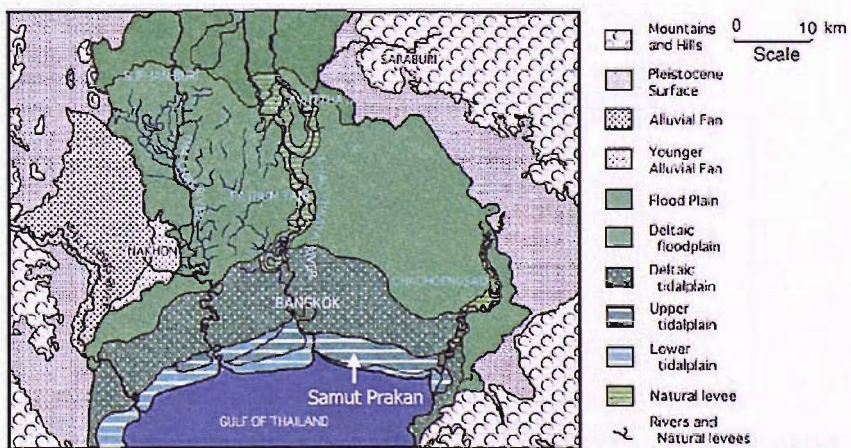 SARABURI
NAKHON
BANGKOK
Samut Prakan
GULF OF THAILAND
0 10 km
Scale
Mountains
and Hills
Pleistocene
Surface
Alluvial Fan
Younger
Alluvial Fan
Flood Plain
Deltaic
floodplain
Deltaic
tidalplain
Upper
tidalplain
Lower
tidalplain
Natural levee
Rivers and
Natural levees